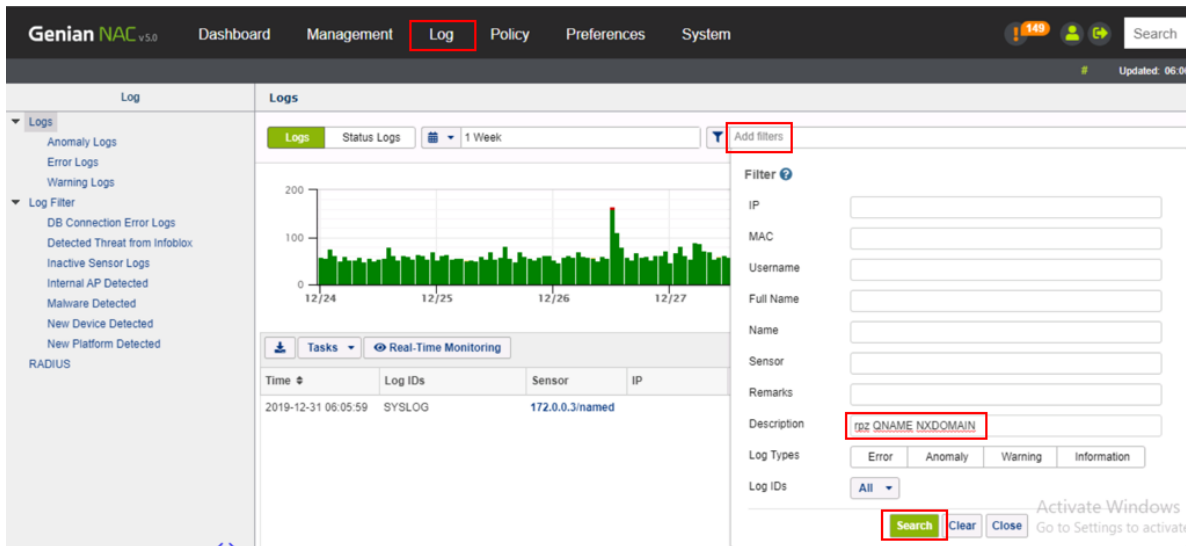 Genian NAC v5.0 Dashboard Management Log Policy Preferences System 149 Search
# Updated: 06:0
Log
Logs
Anomaly Logs
Error Logs
Warning Logs
Log Filter
DB Connection Error Logs
Detected Threat from Infoblox
Inactive Sensor Logs
Internal AP Detected
Malware Detected
New Device Detected
New Platform Detected
RADIUS
Logs
Logs Status Logs 1 Week Add filters
200
100
0
12/24 12/25 12/26 12/27
Tasks Real-Time Monitoring
Time Log IDs Sensor IP
2019-12-31 06:05:59 SYSLOG 172.0.0.3/named
Filter
IP
MAC
Username
Full Name
Name
Sensor
Remarks
Description rpz QNAME NXDOMAIN
Log Types Error Anomaly Warning Information
Log IDs All
Search Clear Close
Activate Windows
Go to Settings to activate